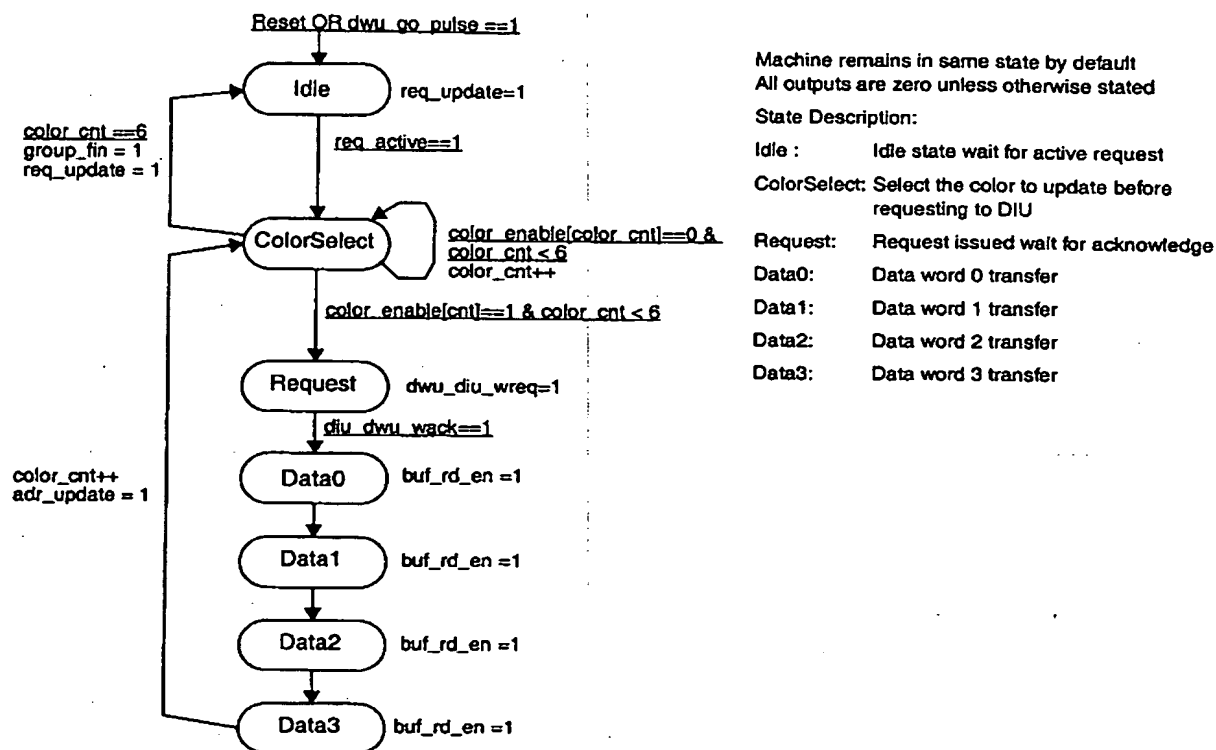 Reset OR dwu_go_pulse ==1
Idle
req_update=1
color_cnt ==6
group_fin = 1
req_update = 1
req_active==1
ColorSelect
color_enable[color_cnt]==0 &
color_cnt < 6
color_cnt++
color_enable[cnt]==1 & color_cnt < 6
Request
dwu_diu_wreq=1
diu_dwu_wack==1
color_cnt++
adr_update = 1
Data0
buf_rd_en =1
Data1
buf_rd_en =1
Data2
buf_rd_en =1
Data3
buf_rd_en =1
Machine remains in same state by default
All outputs are zero unless otherwise stated
State Description:
Idle : Idle state wait for active request
ColorSelect: Select the color to update before
requesting to DIU
Request: Request issued wait for acknowledge
Data0: Data word 0 transfer
Data1: Data word 1 transfer
Data2: Data word 2 transfer
Data3: Data word 3 transfer